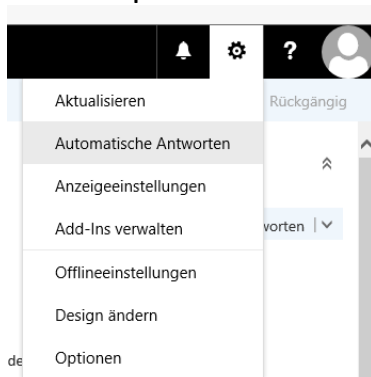 ?
Aktualisieren
Rückgängig
Automatische Antworten
Anzeigeeinstellungen
Add-Ins verwalten
worten
Offlineeinstellungen
Design ändern
de
Optionen